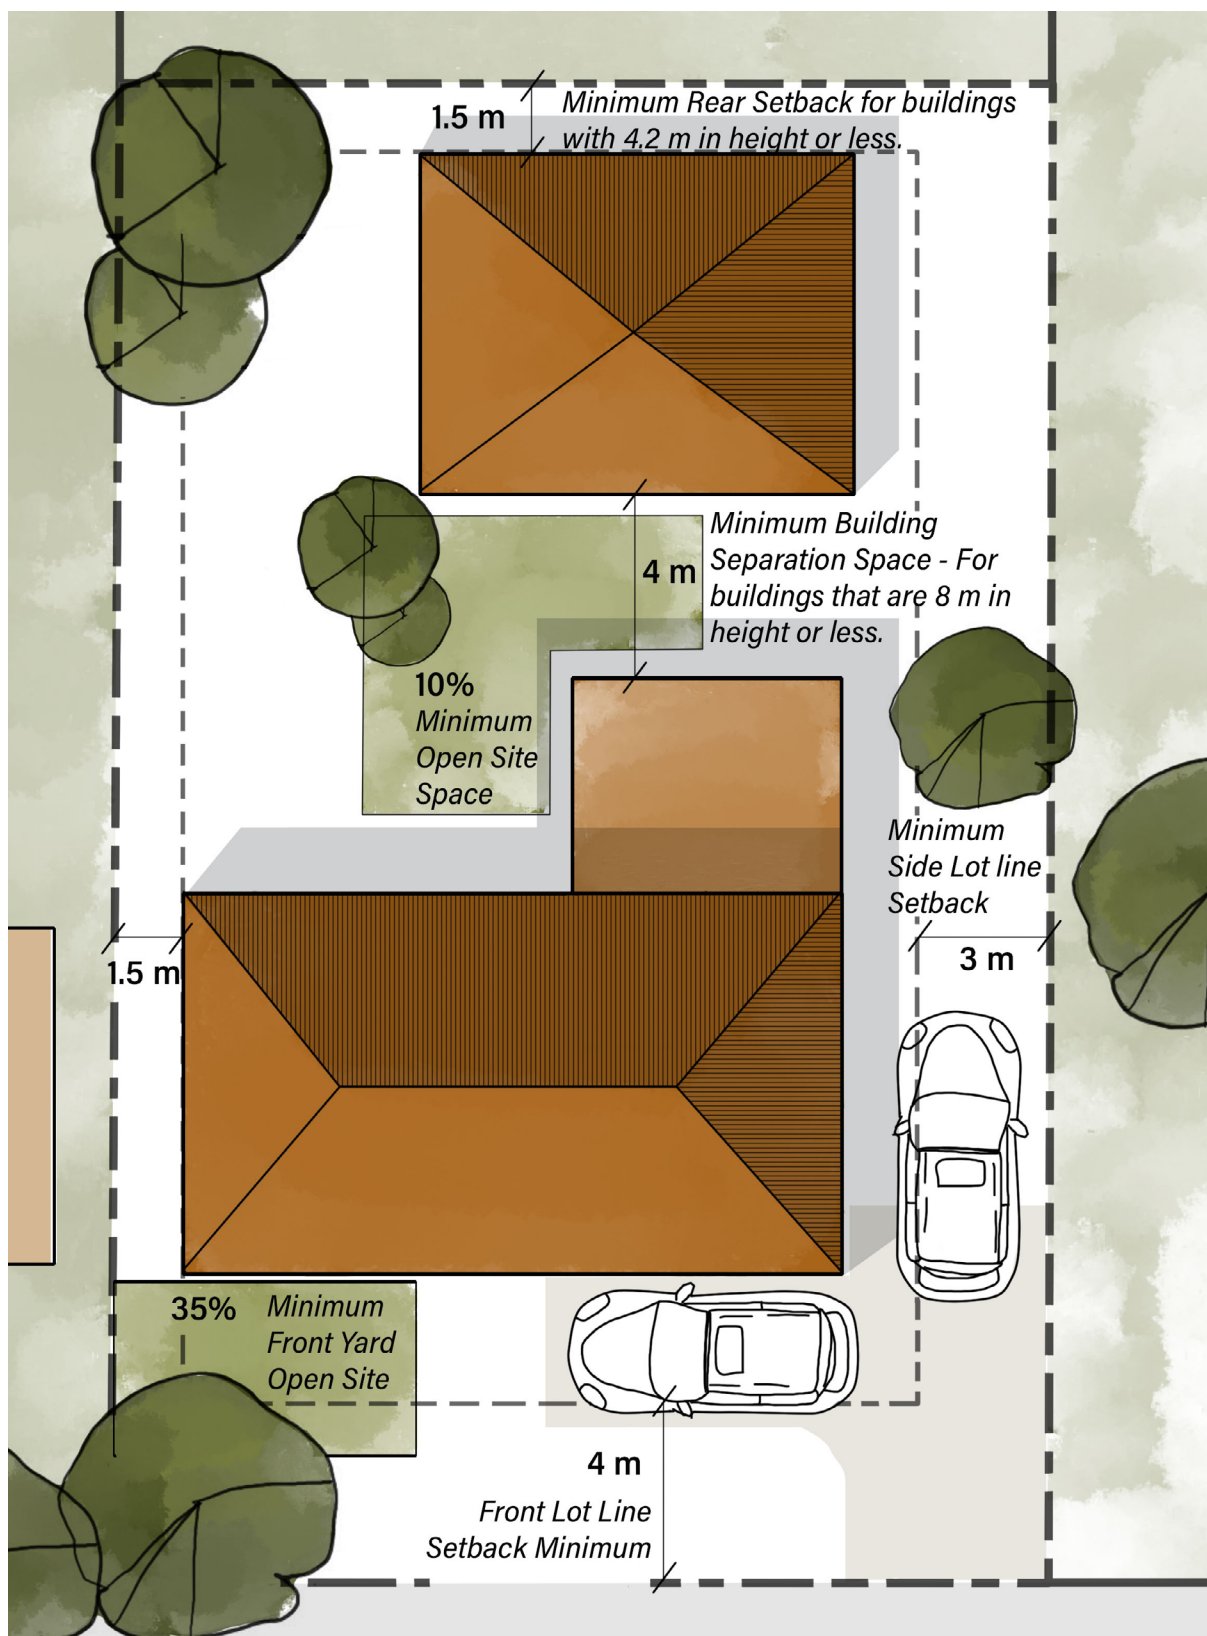 1.5 m
Minimum Rear Setback for buildings
with 4.2 m in height or less.
4 m
Minimum Building
Separation Space - For
buildings that are 8 m in
height or less.
10%
Minimum
Open Site
Space
Minimum
Side Lot line
Setback
3 m
1.5 m
35%
Minimum
Front Yard
Open Site
4 m
Front Lot Line
Setback Minimum